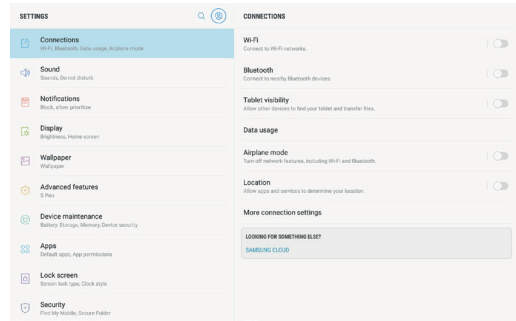 SETTINGS
Connections
Wi-Fi, Bluetooth, Data usage, Airplane mode
Sound
Sounds, Do not disturb
Notifications
Block, allow, prioritize
Display
Brightness, Home screen
Wallpaper
Wallpaper
Advanced features
S Pen
Device maintenance
Battery, Storage, Memory, Device security
Apps
Default apps, App permissions
Lock screen
Screen lock type, Clock style
Security
Find My Mobile, Secure Folder
CONNECTIONS
Wi-Fi
Connect to Wi-Fi networks.
Bluetooth
Connect to nearby Bluetooth devices.
Tablet visibility
Allow other devices to find your tablet and transfer files.
Data usage
Airplane mode
Turn off network features, including Wi-Fi and Bluetooth.
Location
Allow apps and services to determine your location.
More connection settings
LOOKING FOR SOMETHING ELSE?
SAMSUNG CLOUD